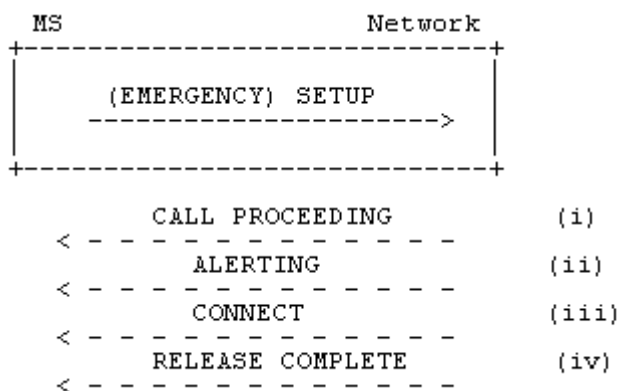 MS Network
(EMERGENCY) SETUP
CALL PROCEEDING (i)
ALERTING (ii)
CONNECT (iii)
RELEASE COMPLETE (iv)